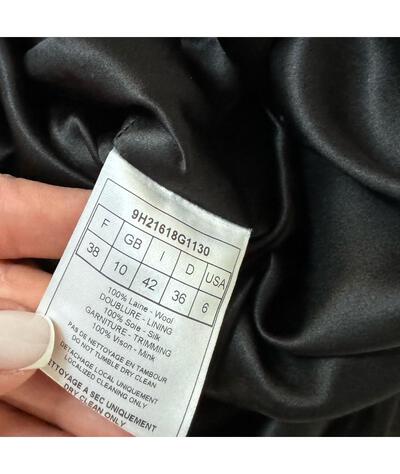 9H21618G1130
F GB I D USA
38 10 42 36 6
100% Laine - Wool
DOUBLURE - LINING
100% Soie - Silk
GARNITURE - TRIMMING
100% Vison - Mink
PAS DE NETTOYAGE EN TAMBOUR
DO NOT TUMBLE DRY CLEAN
DETACHAGE LOCAL UNIQUEMENT
LOCALIZED CLEANING ONLY
NETTOYAGE A SEC UNIQUEMENT
DRY CLEAN ONLY